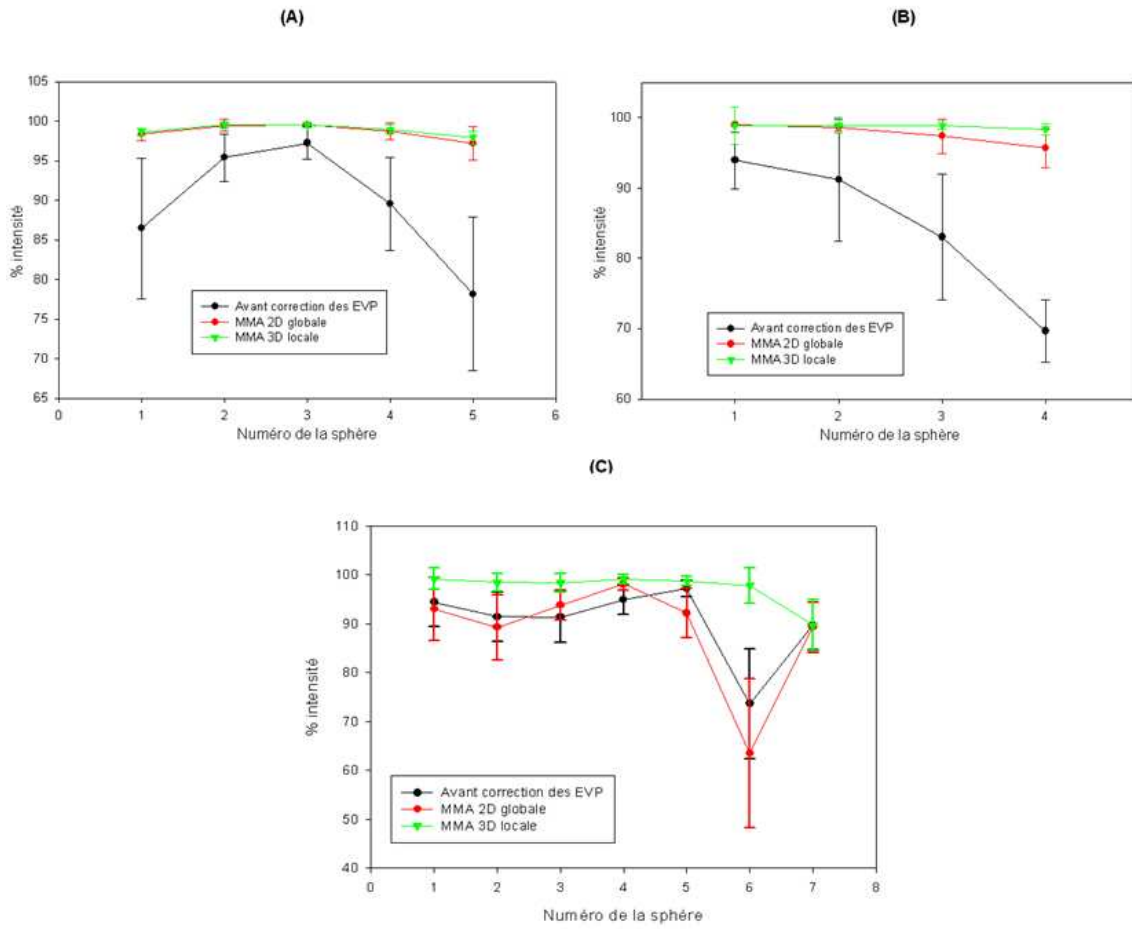 (A)
105
100
95
90
85
80
75
70
65
% intensité
0
1
2
3
4
5
6
Numéro de la sphère
Avant correction des EVP
MMA 2D globale
MMA 3D locale
(B)
100
90
80
70
60
% intensité
1
2
3
4
Numéro de la sphère
Avant correction des EVP
MMA 2D globale
MMA 3D locale
(C)
110
100
90
80
70
60
50
40
% intensité
0
1
2
3
4
5
6
7
8
Numéro de la sphère
Avant correction des EVP
MMA 2D globale
MMA 3D locale